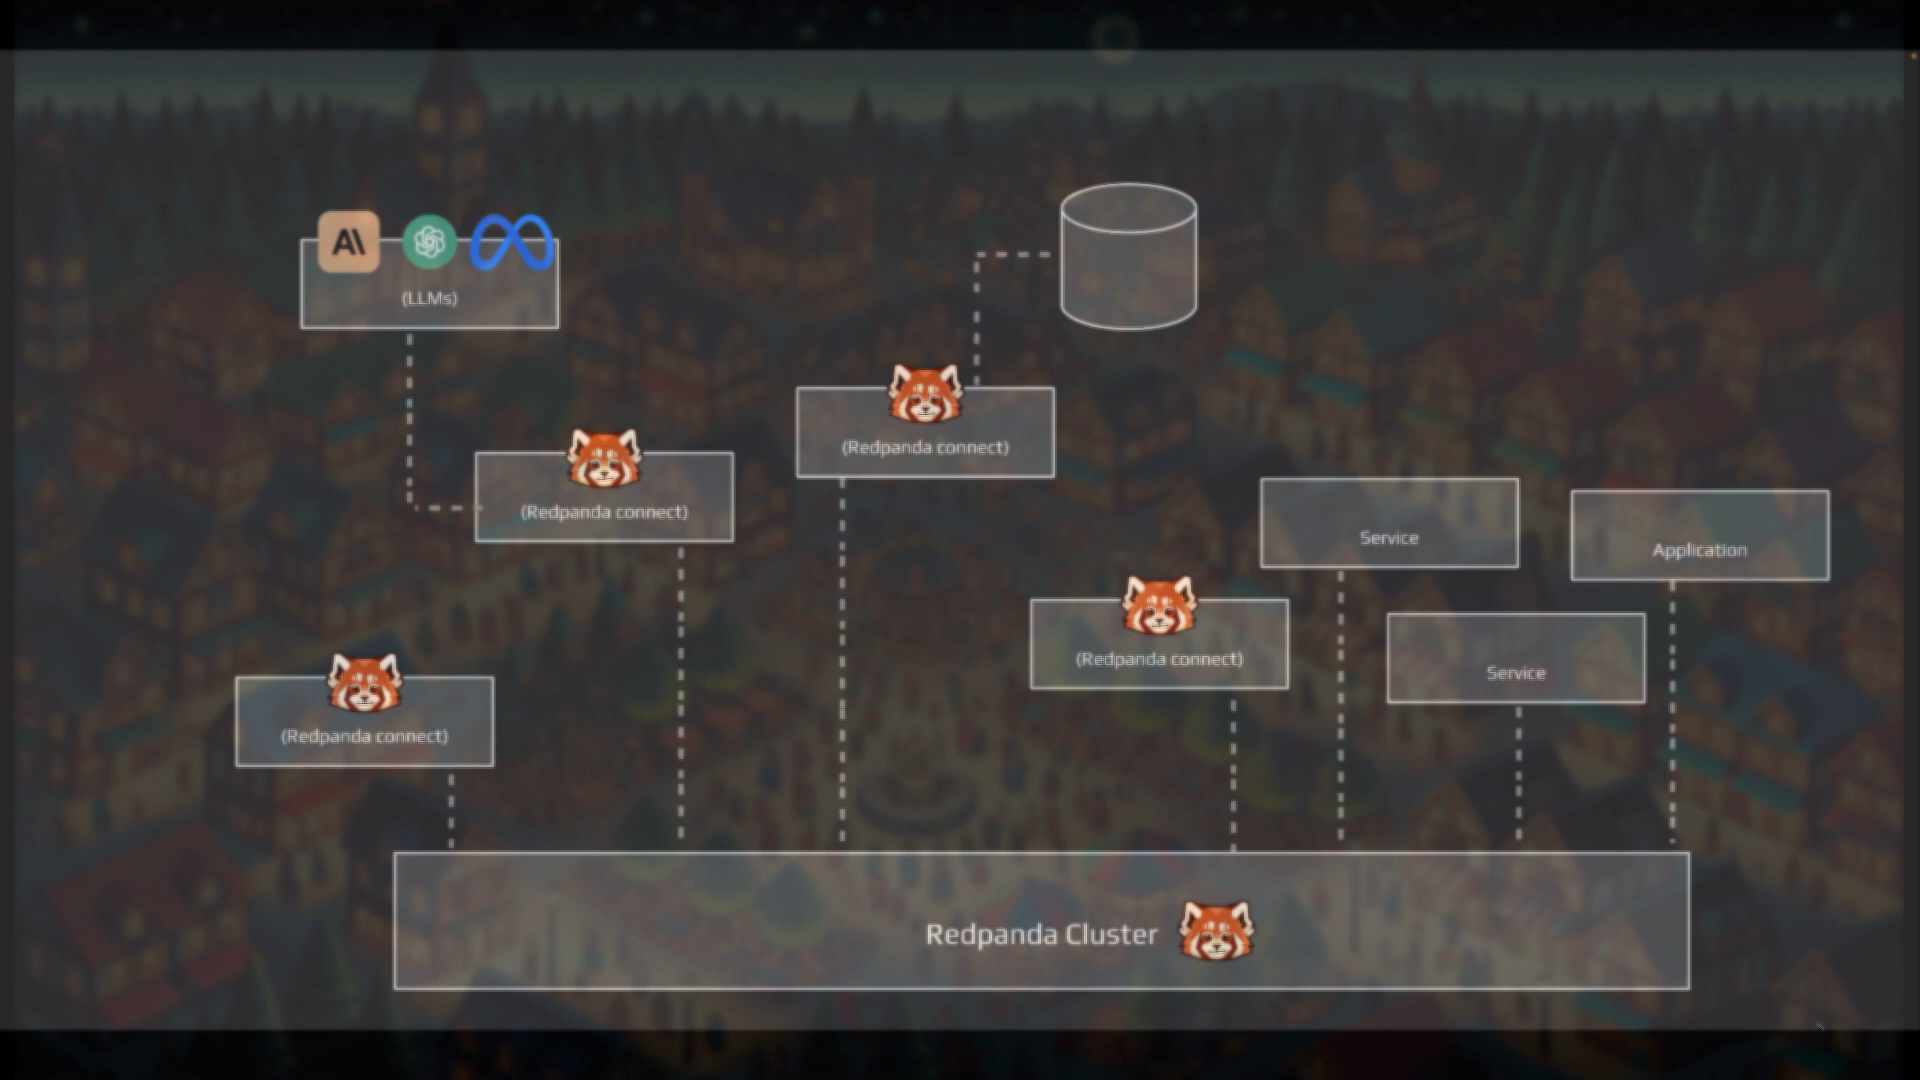 A\
(LLMs)
(Redpanda connect)
(Redpanda connect)
Service
Application
(Redpanda connect)
Service
(Redpanda connect)
Redpanda Cluster